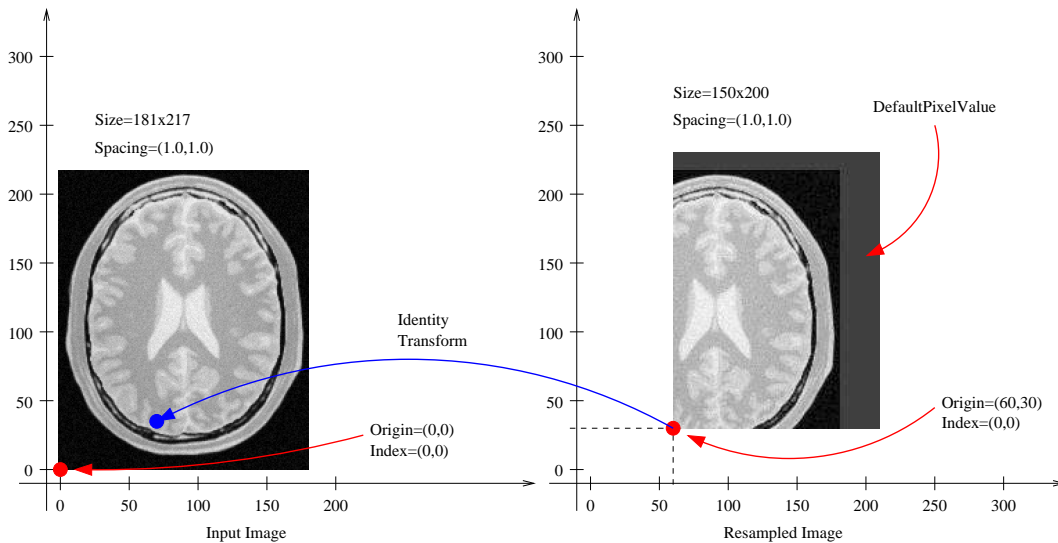 300
250
200
150
100
50
0
Size=181x217
Spacing=(1.0,1.0)
Identity
Transform
Origin=(0,0)
Index=(0,0)
0 50 100 150 200
Input Image
300
250
200
150
100
50
0
Size=150x200
Spacing=(1.0,1.0)
DefaultPixelValue
Origin=(60,30)
Index=(0,0)
0 50 100 150 200 250 300
Resampled Image